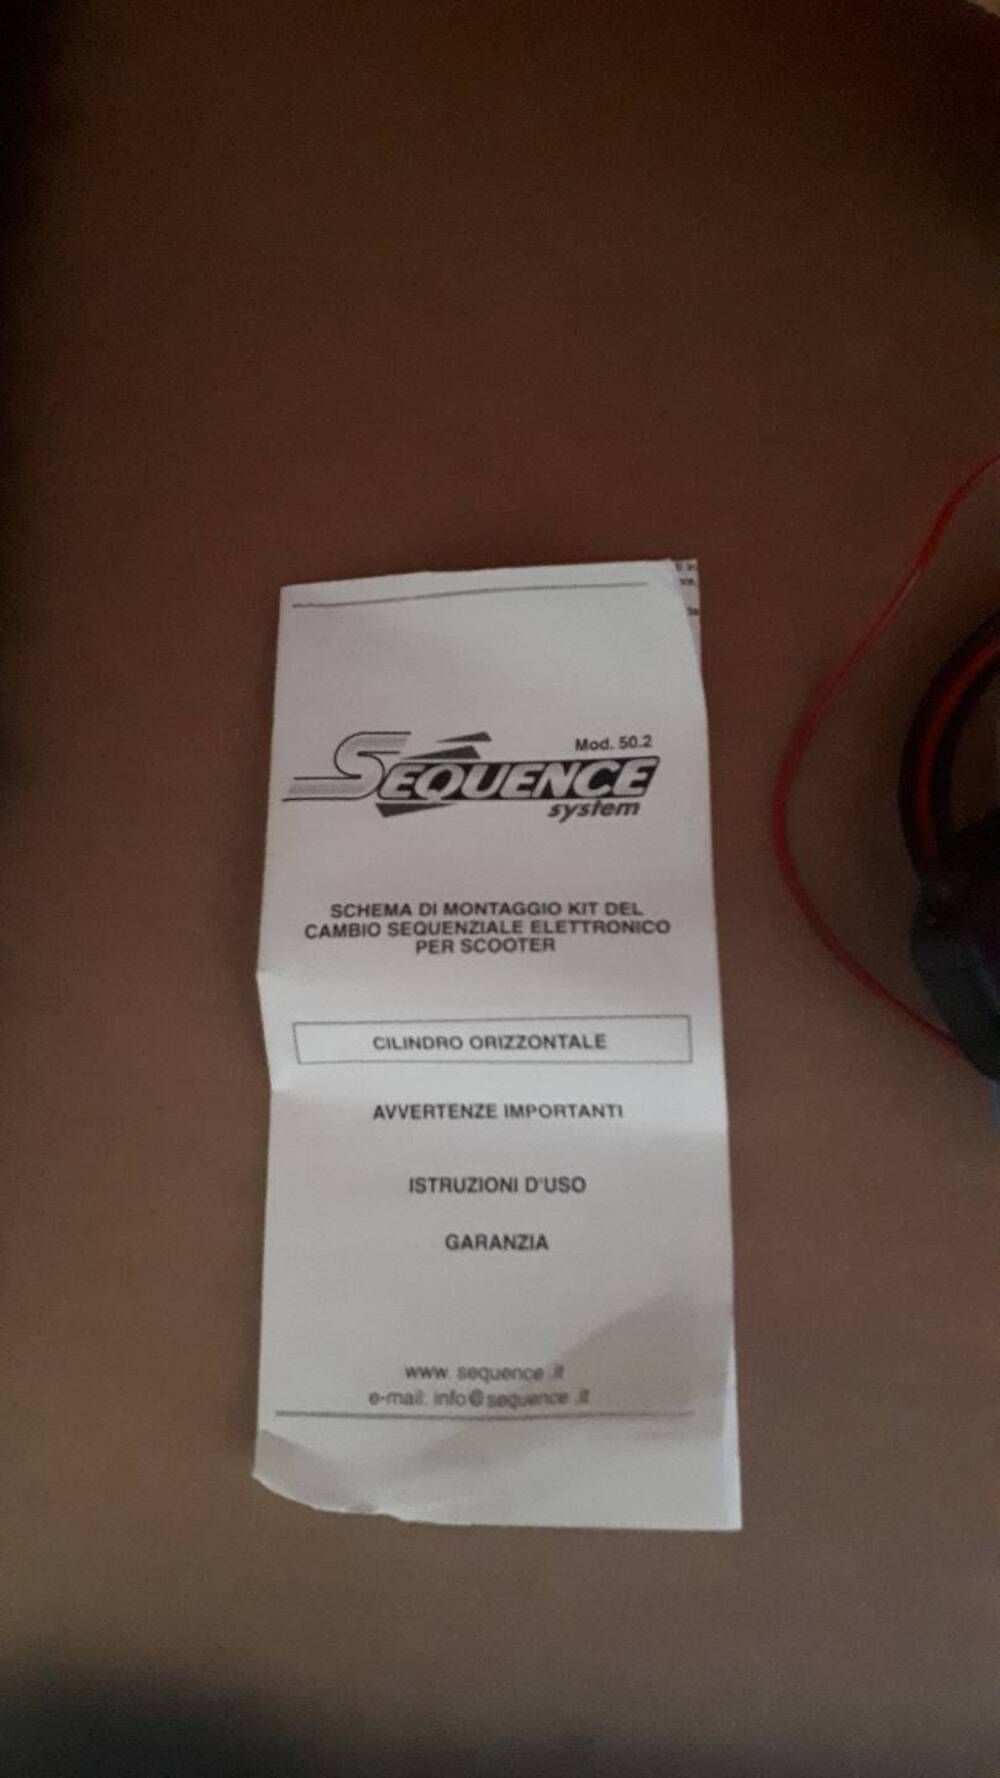 Mod. 50.2
SEQUENCE
system
SCHEMA DI MONTAGGIO KIT DEL
CAMBIO SEQUENZIALE ELETTRONICO
PER SCOOTER
CILINDRO ORIZZONTALE
AVVERTENZE IMPORTANTI
ISTRUZIONI D'USO
GARANZIA
www. sequence .it
e-mail: info@sequence .it